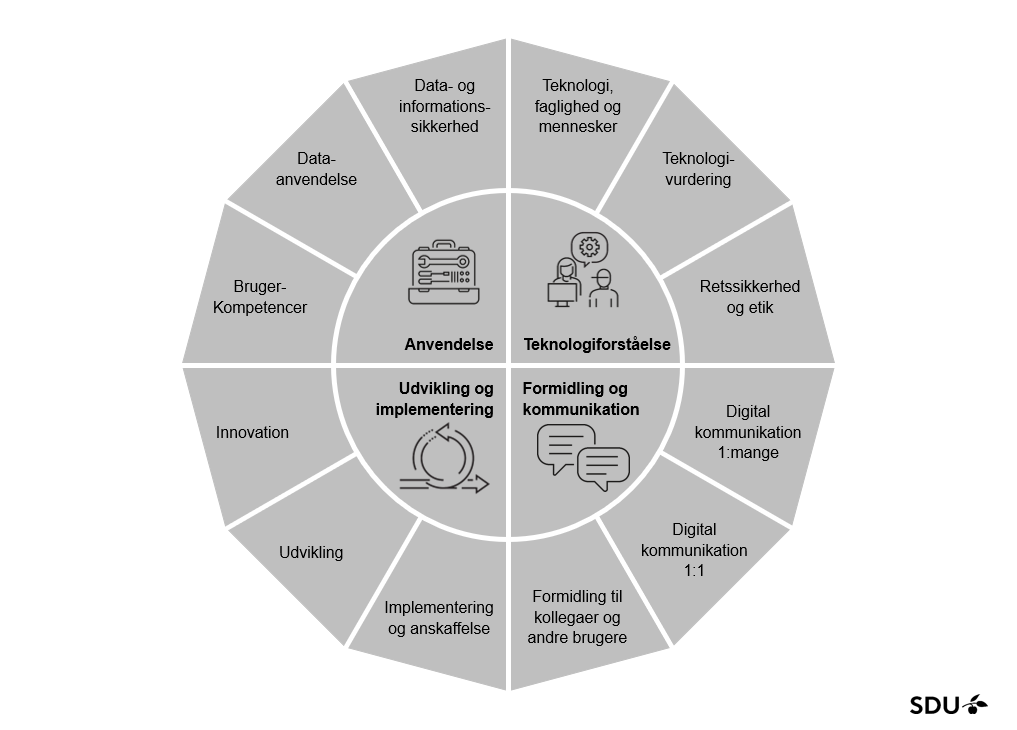 Data- og
informations-
sikkerhed
Teknologi,
faglighed og
mennesker
Data-
anvendelse
Teknologi-
vurdering
Bruger-
Kompetencer
Retssikkerhed
og etik
Anvendelse
Teknologiforståelse
Udvikling og
implementering
Formidling og
kommunikation
Innovation
Digital
kommunikation
1:mange
Udvikling
Digital
kommunikation
1:1
Implementering
og anskaffelse
Formidling til
kollegaer og
andre brugere
SDU